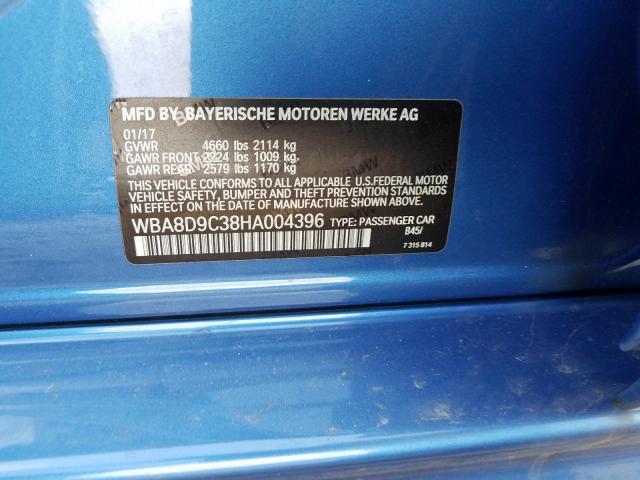 MFD BY BAYERISCHE MOTOREN WERKE AG
01/17
GVWR 4660 lbs 2114 kg
GAWR FRONT 2224 lbs 1009 kg
GAWR REAR 2579 lbs 1170 kg
THIS VEHICLE CONFORMS TO ALL APPLICABLE U.S.FEDERAL MOTOR
VEHICLE SAFETY, BUMPER AND THEFT PREVENTION STANDARDS
IN EFFECT ON THE DATE OF MANUFACTURE SHOWN ABOVE.
WBA8D9C38HA004396 TYPE: PASSENGER CAR
B45/
7 315 814